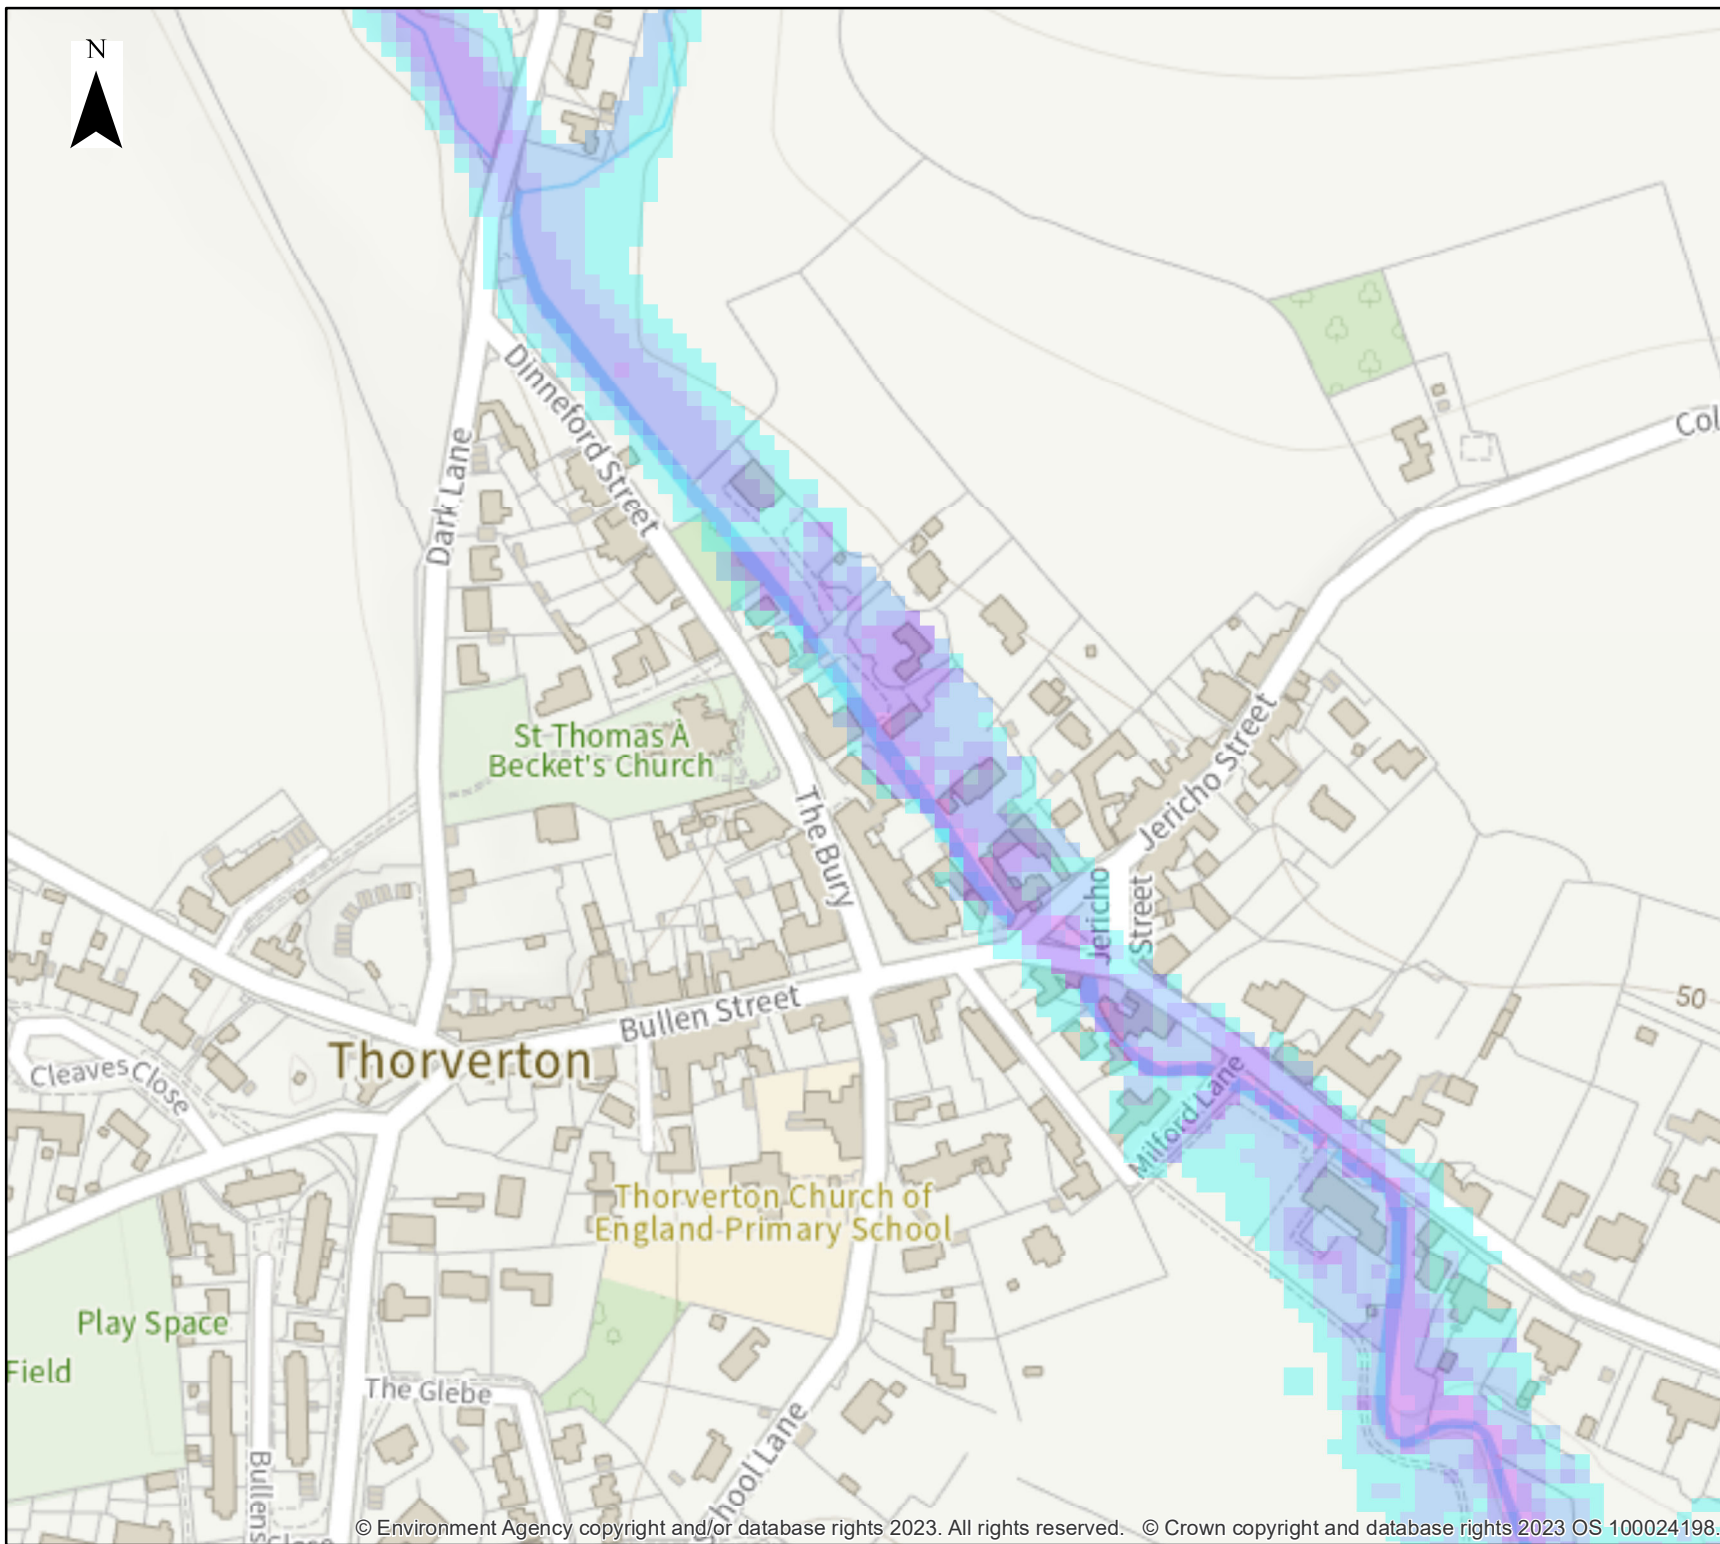 N
Col
Dinneford Street
Dark Lane
St Thomas À
Becket's Church
Jericho Street
The Bury
Jericho
Street
50
Bullen Street
Thorverton
Cleaves Close
Milford Lane
Thorverton Church of
England Primary School
Play Space
Field
The Glebe
hool Lane
Bullens
Close
© Environment Agency copyright and/or database rights 2023. All rights reserved. © Crown copyright and database rights 2023 OS 100024198.